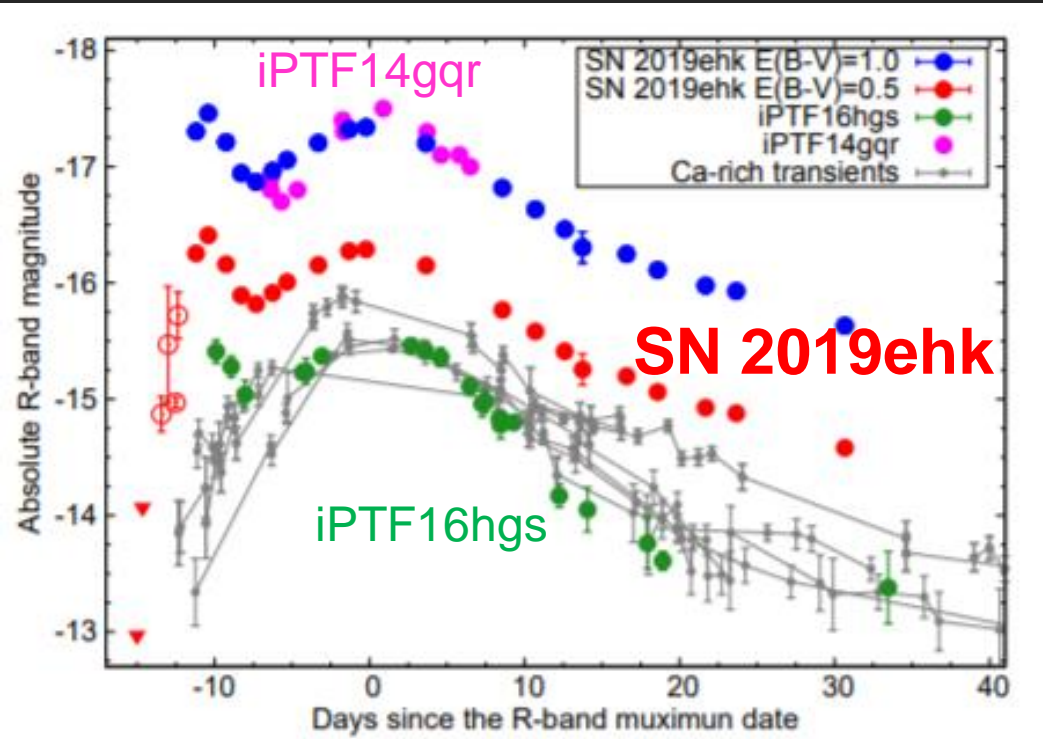 -18
-17
-16
-15
-14
-13
Absolute R-band magnitude
iPTF14gqr
SN 2019ehk E(B-V)=1.0
SN 2019ehk E(B-V)=0.5
iPTF16hgs
iPTF14gqr
Ca-rich transients
SN 2019ehk
iPTF16hgs
-10 0 10 20 30 40
Days since the R-band muximun date